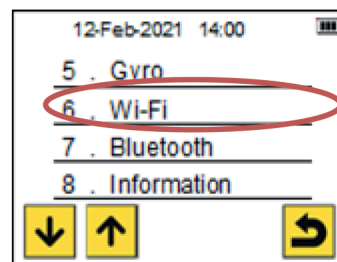 12-Feb-2021 14:00
5 . Gyro
6 . Wi-Fi
7 . Bluetooth
8 . Information